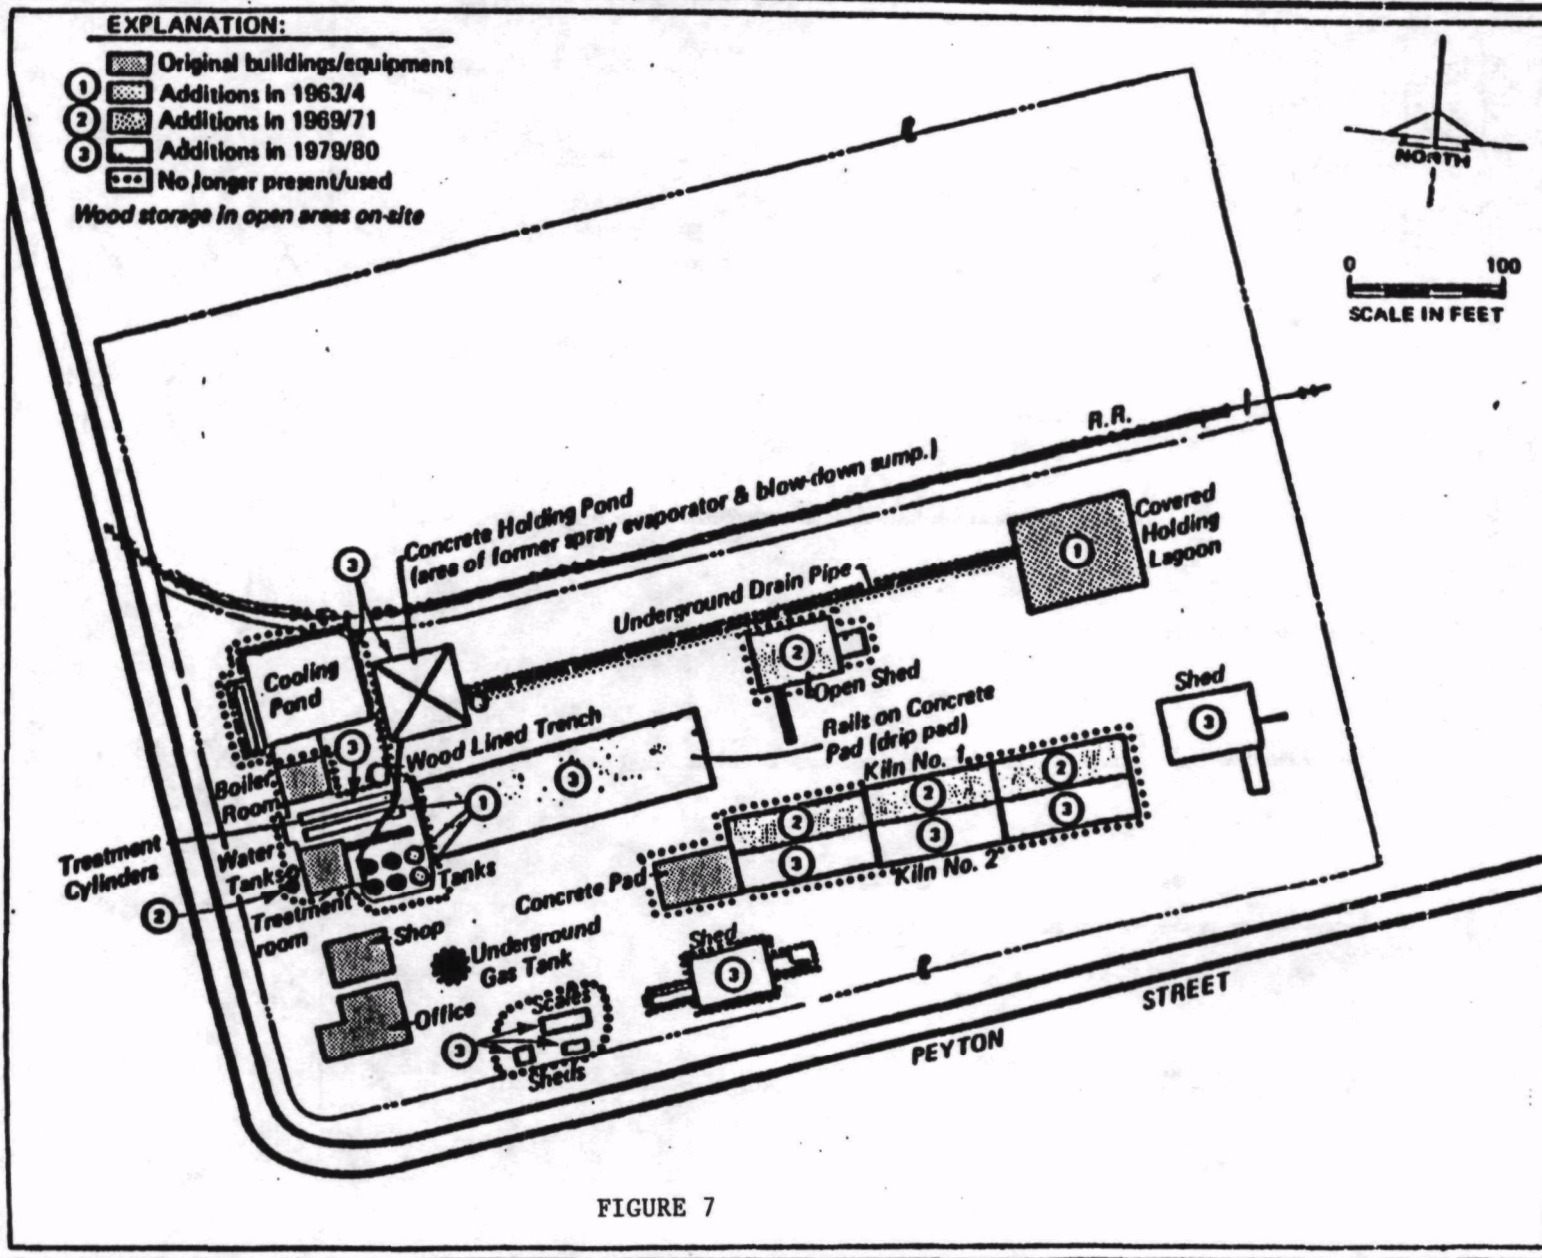 EXPLANATION:
Original buildings/equipment
1 Additions in 1963/4
2 Additions in 1969/71
3 Additions in 1979/80
No longer present/used
Wood storage in open areas on-site
NORTH
0 100
SCALE IN FEET
R.R.
Concrete Holding Pond
(area of former spray evaporator & blow-down sump.)
3
Underground Drain Pipe
Covered
Holding
Lagoon
1
Cooling
Pond
2
Open Shed
Shed
3
Wood Lined Trench
Rails on Concrete
Pad (drip pad)
3
3
Boiler
Room
1
Kiln No. 1
2
2
2
3
3
3
Kiln No. 2
Treatment
Cylinders
Water
Tanks
Tanks
Concrete Pad
2
Treatment
room
Shop
Underground
Gas Tank
Shed
3
Office
Scales
3
Sheds
PEYTON
STREET
FIGURE 7